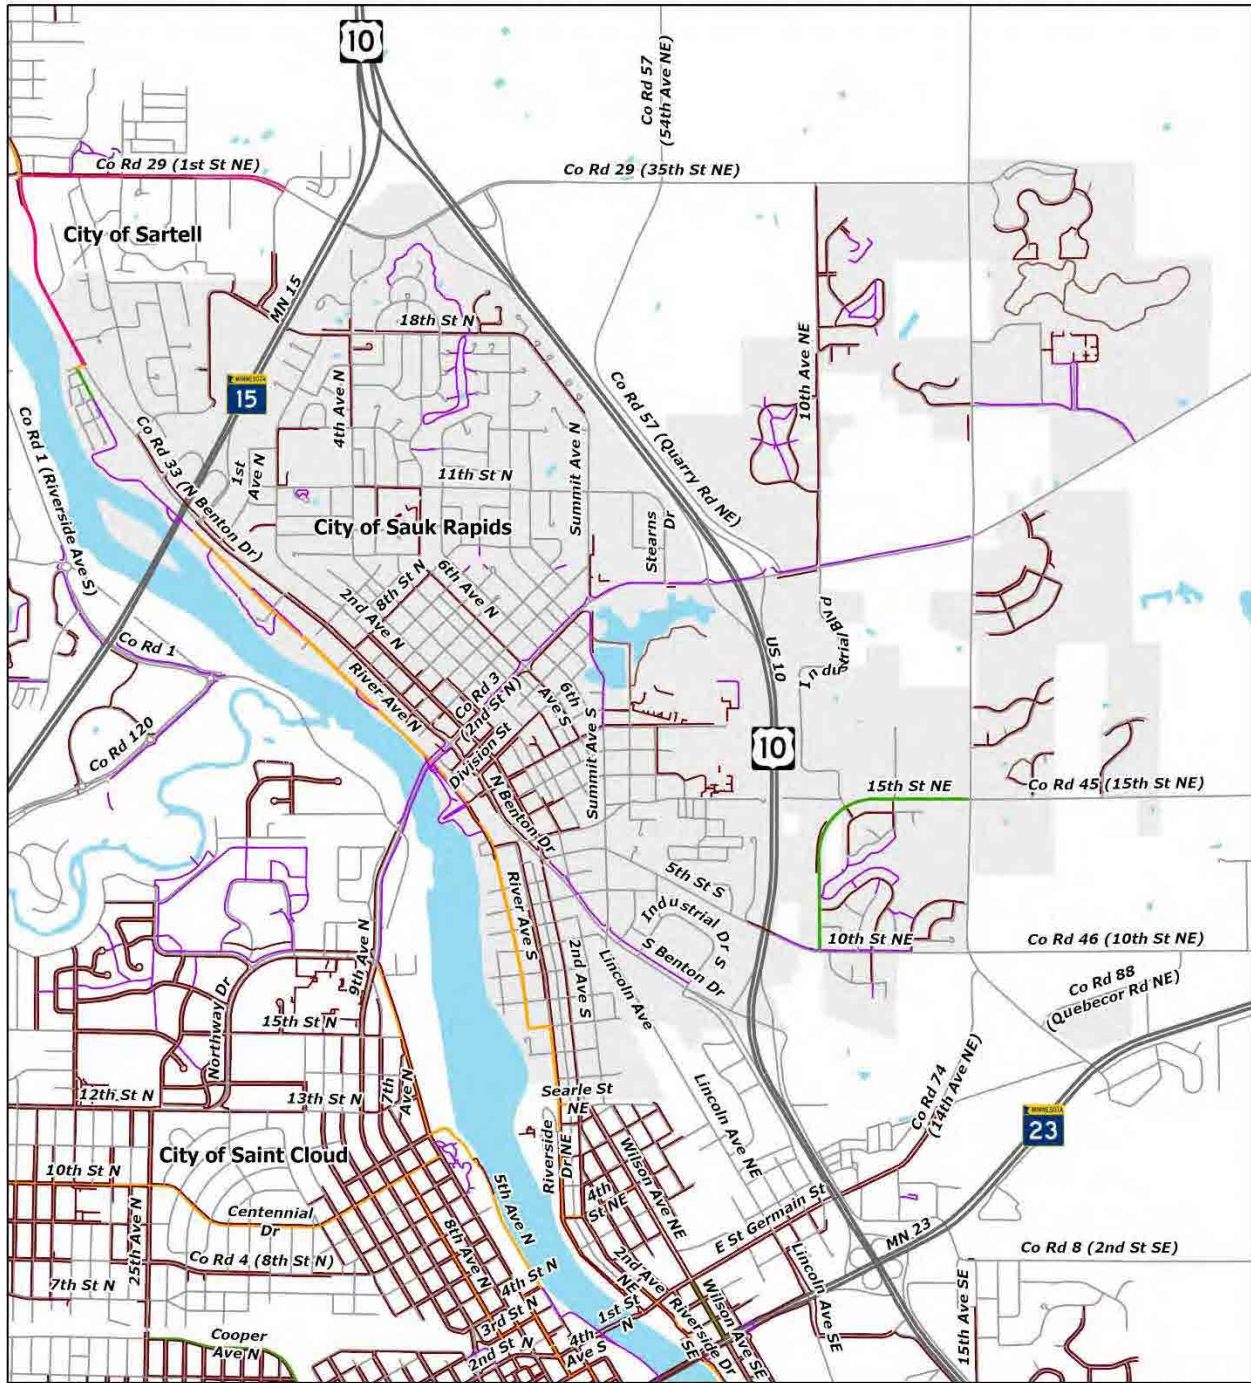 10
Co Rd 57
(54th Ave NE)
Co Rd 29 (1st St NE)
Co Rd 29 (35th St NE)
City of Sartell
MN 15
18th St N
MINNESOTA
15
4th Ave N
10th Ave NE
Co Rd 57 (Quarry Rd NE)
Co Rd 1 (Riverside Ave S)
Co Rd 33 (N Benton Dr)
1st
Ave N
11th St N
Summit Ave N
Stearns
Dr
City of Sauk Rapids
8th St N
6th Ave N
2nd Ave N
Industrial Blvd
Co Rd 1
US 10
River Ave N
Co Rd 3
(2nd St N)
6th
Ave S
Summit Ave S
Co Rd 120
Division St
10
N Benton Dr
15th St NE
Co Rd 45 (15th St NE)
5th St S
River Ave S
Industrial Dr S
9th Ave N
2nd Ave S
S Benton Dr
10th St NE
Co Rd 46 (10th St NE)
Lincoln Ave
Co Rd 88
(Quebecor Rd NE)
Northway Dr
15th St N
7th
Ave N
12th St N
13th St N
Searle St
NE
Lincoln Ave NE
Co Rd 74
(14th Ave NE)
MINNESOTA
23
City of Saint Cloud
Riverside
Dr NE
Wilson Ave NE
10th St N
5th Ave N
4th
St NE
Centennial
Dr
8th Ave N
E St Germain St
MN 23
25th Ave N
Co Rd 4 (8th St N)
Co Rd 8 (2nd St SE)
7th St N
4th St N
2nd Ave
NE
Lincoln Ave SE
3rd St N
1st St
N
Riverside Dr
SE
Wilson Ave SE
15th Ave SE
Cooper
Ave N
2nd St N
4th
Ave S